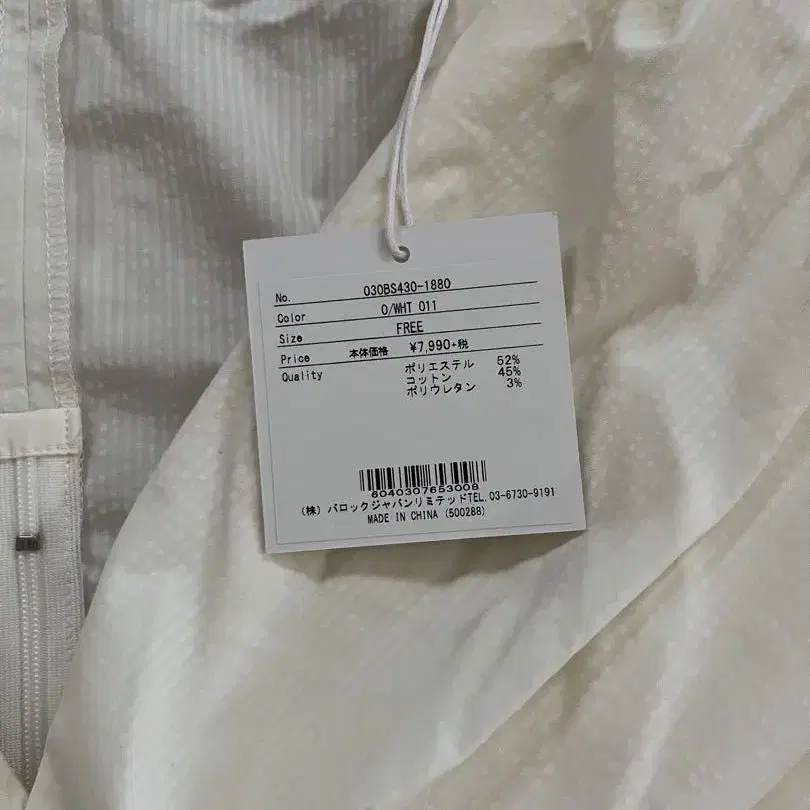 No. 030BS430-1880
Color O/WHT 011
Size FREE
Price 本体価格 ¥7,990+税
Quality ポリエステル 52%
コットン 45%
ポリウレタン 3%
6040307653008
(株) バロックジャパンリミテッドTEL. 03-6730-9191
MADE IN CHINA (500288)